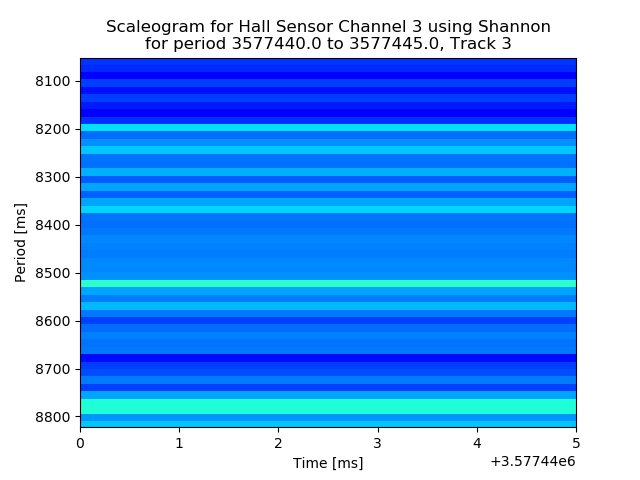 Scaleogram for Hall Sensor Channel 3 using Shannon
for period 3577440.0 to 3577445.0, Track 3
8100
8200
8300
8400
8500
8600
8700
8800
Period [ms]
0 1 2 3 4 5
Time [ms]
+3.57744e6